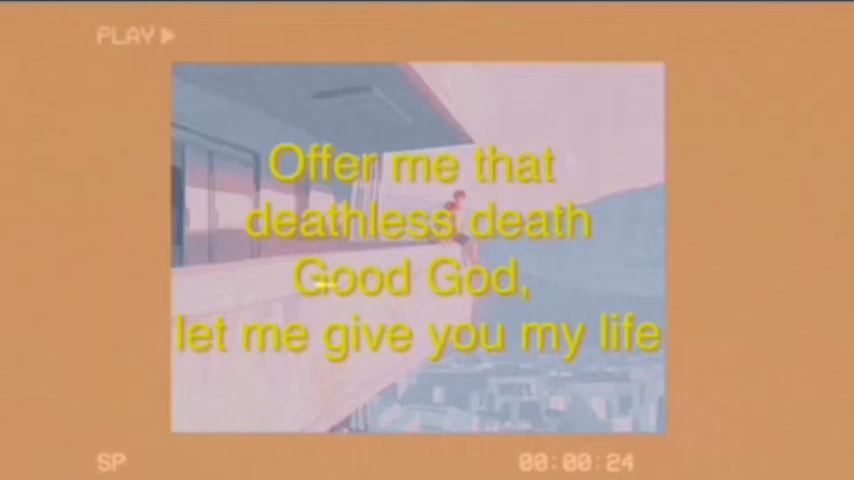 PLAY
Offer me that
deathless death
Good God,
let me give you my life
SP
00:00:24